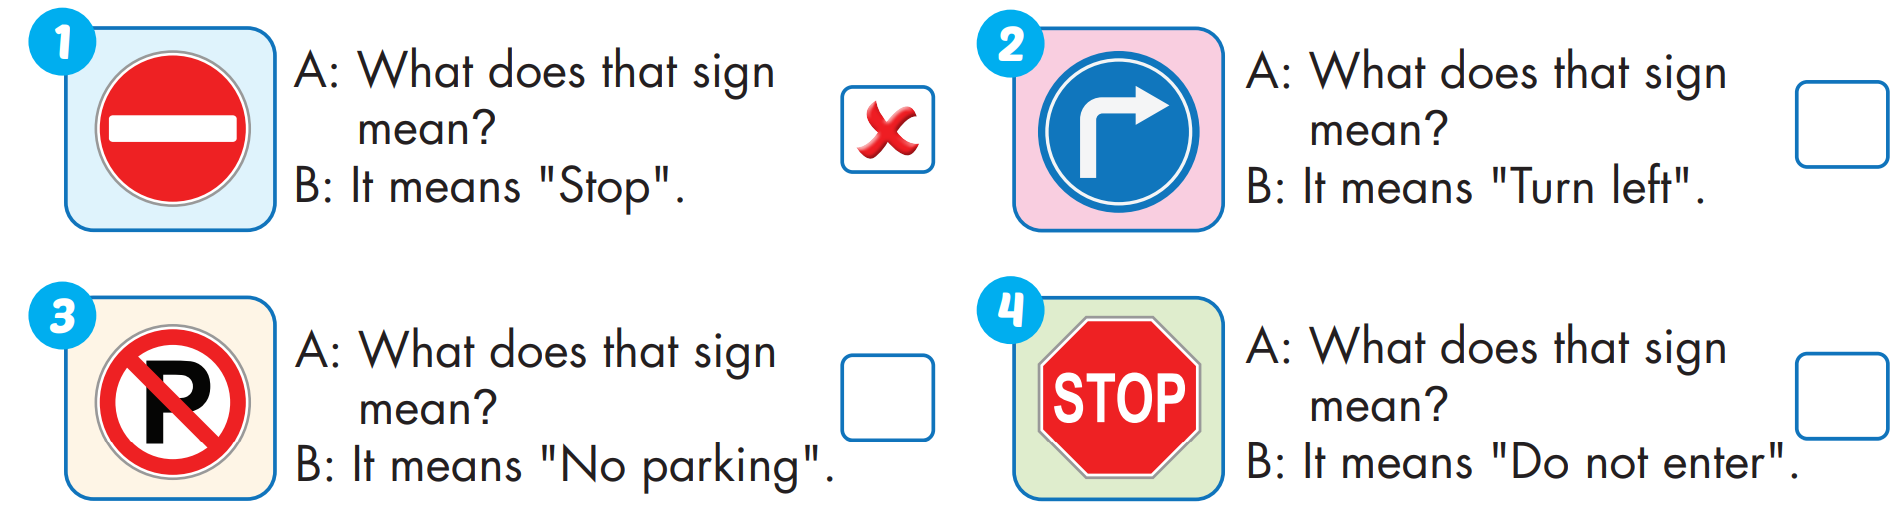 1
A: What does that sign
mean?
B: It means "Stop".
2
A: What does that sign
mean?
B: It means "Turn left".
3
P
A: What does that sign
mean?
B: It means "No parking".
4
STOP
A: What does that sign
mean?
B: It means "Do not enter".